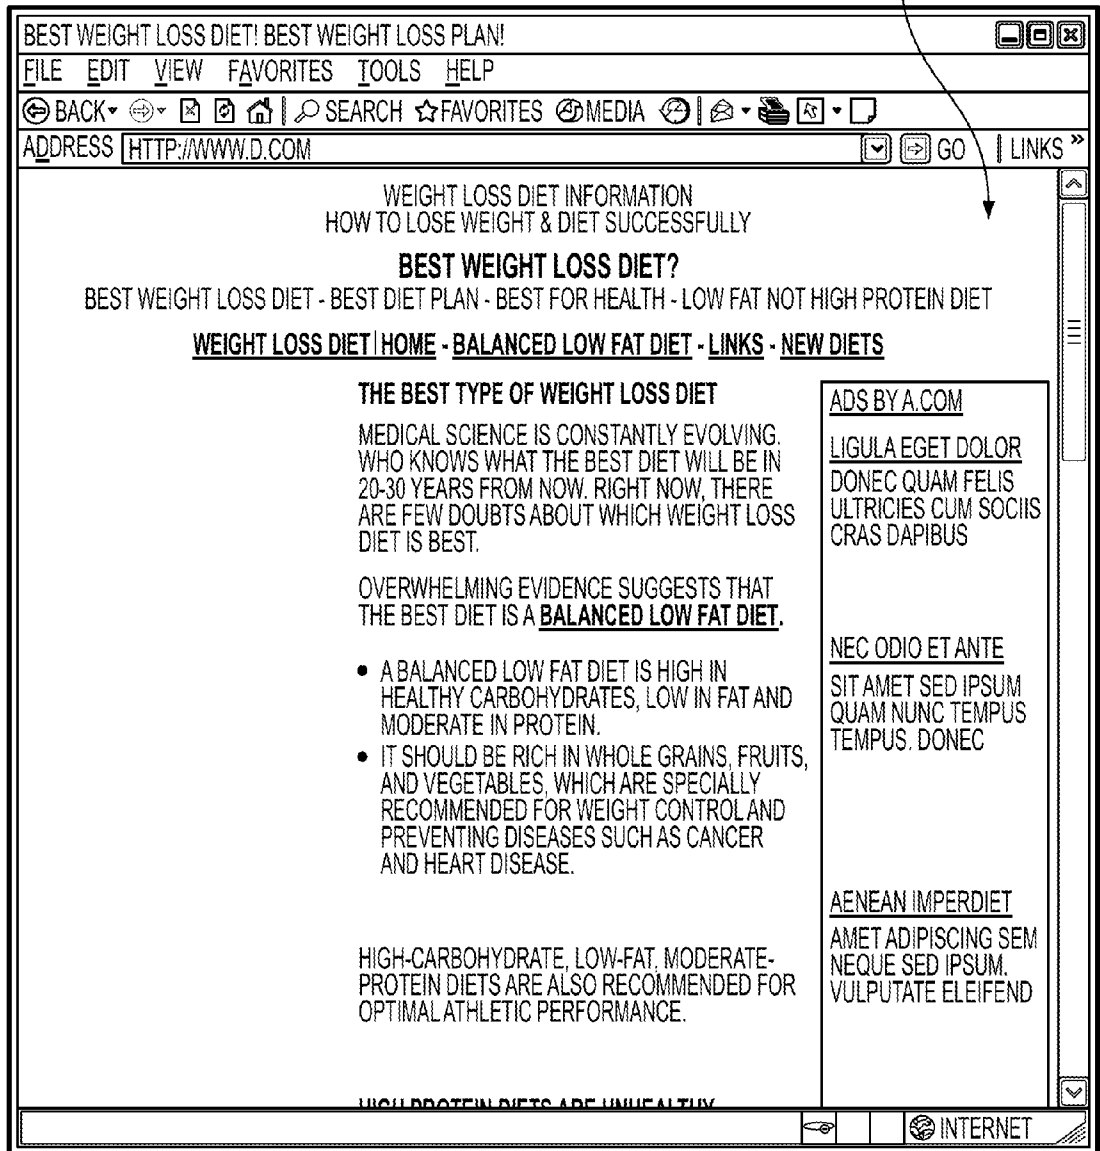 BEST WEIGHT LOSS DIET! BEST WEIGHT LOSS PLAN!
FILE EDIT VIEW FAVORITES TOOLS HELP
BACK SEARCH FAVORITES MEDIA
ADDRESS HTTP://WWW.D.COM GO LINKS »
WEIGHT LOSS DIET INFORMATION
HOW TO LOSE WEIGHT & DIET SUCCESSFULLY
BEST WEIGHT LOSS DIET?
BEST WEIGHT LOSS DIET - BEST DIET PLAN - BEST FOR HEALTH - LOW FAT NOT HIGH PROTEIN DIET
WEIGHT LOSS DIET | HOME - BALANCED LOW FAT DIET - LINKS - NEW DIETS
THE BEST TYPE OF WEIGHT LOSS DIET
MEDICAL SCIENCE IS CONSTANTLY EVOLVING.
WHO KNOWS WHAT THE BEST DIET WILL BE IN
20-30 YEARS FROM NOW. RIGHT NOW, THERE
ARE FEW DOUBTS ABOUT WHICH WEIGHT LOSS
DIET IS BEST.
OVERWHELMING EVIDENCE SUGGESTS THAT
THE BEST DIET IS A BALANCED LOW FAT DIET.
• A BALANCED LOW FAT DIET IS HIGH IN
HEALTHY CARBOHYDRATES, LOW IN FAT AND
MODERATE IN PROTEIN.
• IT SHOULD BE RICH IN WHOLE GRAINS, FRUITS,
AND VEGETABLES, WHICH ARE SPECIALLY
RECOMMENDED FOR WEIGHT CONTROL AND
PREVENTING DISEASES SUCH AS CANCER
AND HEART DISEASE.
HIGH-CARBOHYDRATE, LOW-FAT, MODERATE-
PROTEIN DIETS ARE ALSO RECOMMENDED FOR
OPTIMAL ATHLETIC PERFORMANCE.
HIGH PROTEIN DIETS ARE UNHEALTHY
ADS BY A.COM
LIGULA EGET DOLOR
DONEC QUAM FELIS
ULTRICIES CUM SOCIIS
CRAS DAPIBUS
NEC ODIO ET ANTE
SIT AMET SED IPSUM
QUAM NUNC TEMPUS
TEMPUS. DONEC
AENEAN IMPERDIET
AMET ADIPISCING SEM
NEQUE SED IPSUM.
VULPUTATE ELEIFEND
INTERNET